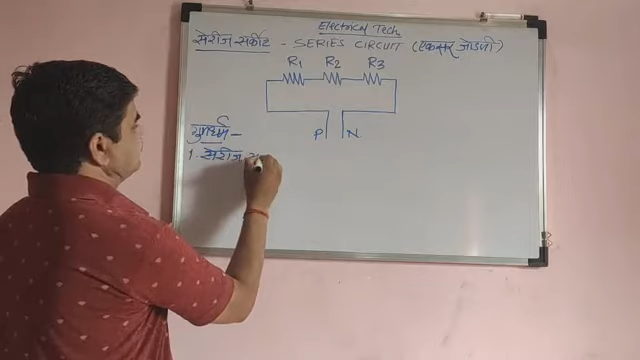 Electrical Tech.
सेरीज सर्कीट - SERIES CIRCUIT (एकसर जोडणी)
R1 R2 R3
P N
गुणधर्म -
1. सेरीज